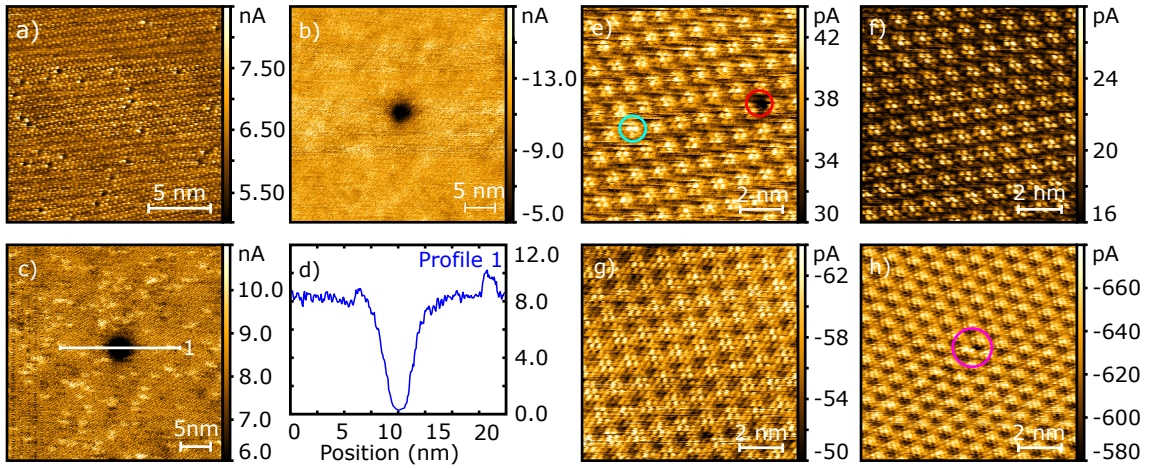 a)
nA
7.50
6.50
5.50
5 nm
b)
nA
-13.0
-9.0
-5.0
5 nm
e)
pA
42
38
34
30
2 nm
f)
pA
24
20
16
2 nm
c)
nA
10.0
9.0
8.0
7.0
6.0
1
5nm
d)
Profile 1
12.0
8.0
4.0
0.0
0 5 10 15 20
Position (nm)
g)
pA
-62
-58
-54
-50
2 nm
h)
pA
-660
-640
-620
-600
-580
2 nm